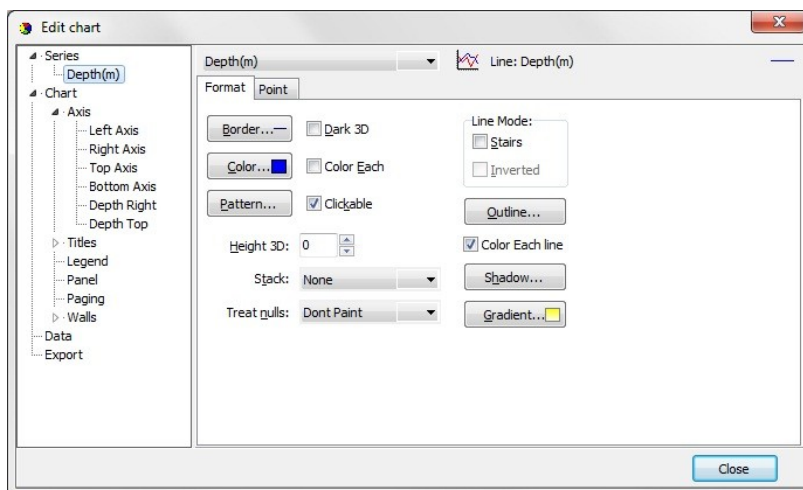 Edit chart
Series
Depth(m)
Chart
Axis
Left Axis
Right Axis
Top Axis
Bottom Axis
Depth Right
Depth Top
Titles
Legend
Panel
Paging
Walls
Data
Export
Depth(m)
Line: Depth(m)
Format
Point
Border...
Dark 3D
Color...
Color Each
Pattern...
Clickable
Height 3D: 0
Stack: None
Treat nulls: Dont Paint
Line Mode:
Stairs
Inverted
Outline...
Color Each line
Shadow...
Gradient...
Close